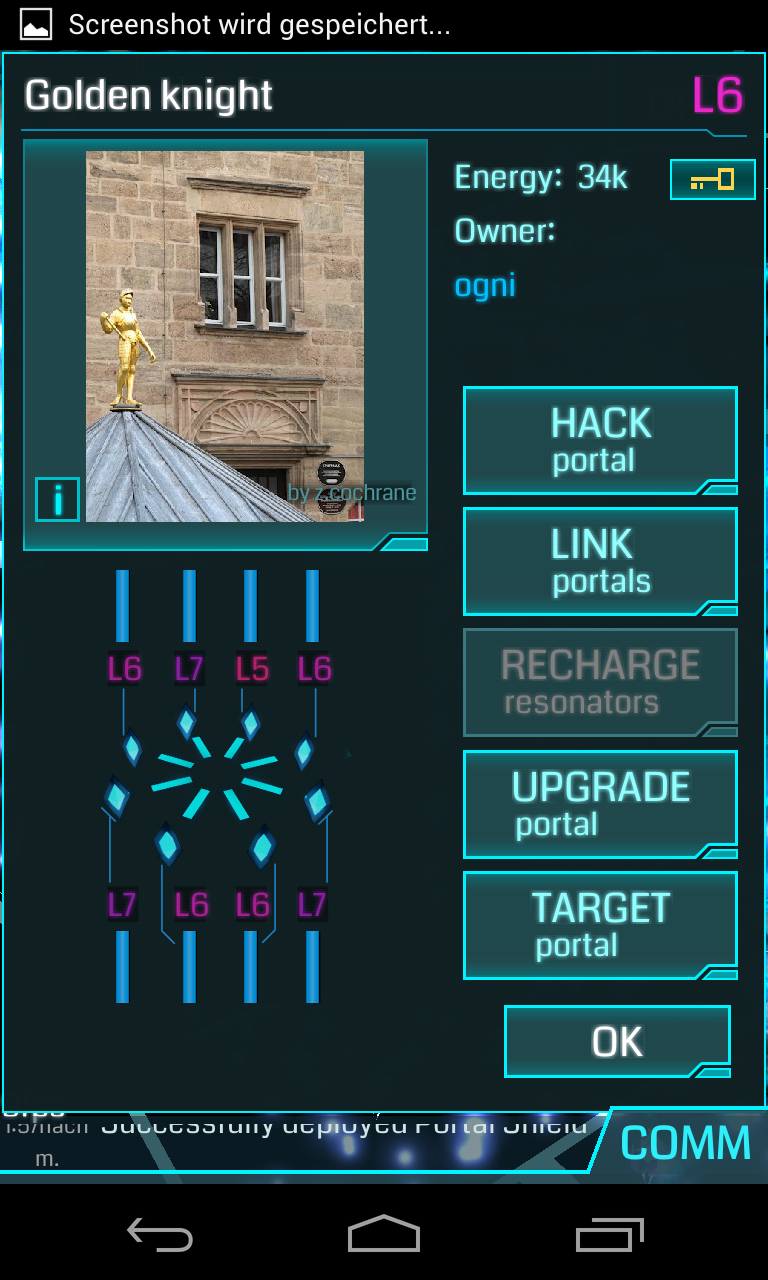 Screenshot wird gespeichert...
Golden knight
L6
Energy: 34k
Owner:
ogni
by z.cochrane
i
HACK
portal
LINK
portals
RECHARGE
resonators
UPGRADE
portal
TARGET
portal
OK
L6 L7 L5 L6
L7 L6 L6 L7
Successfully deployed Portal Shield
m.
COMM